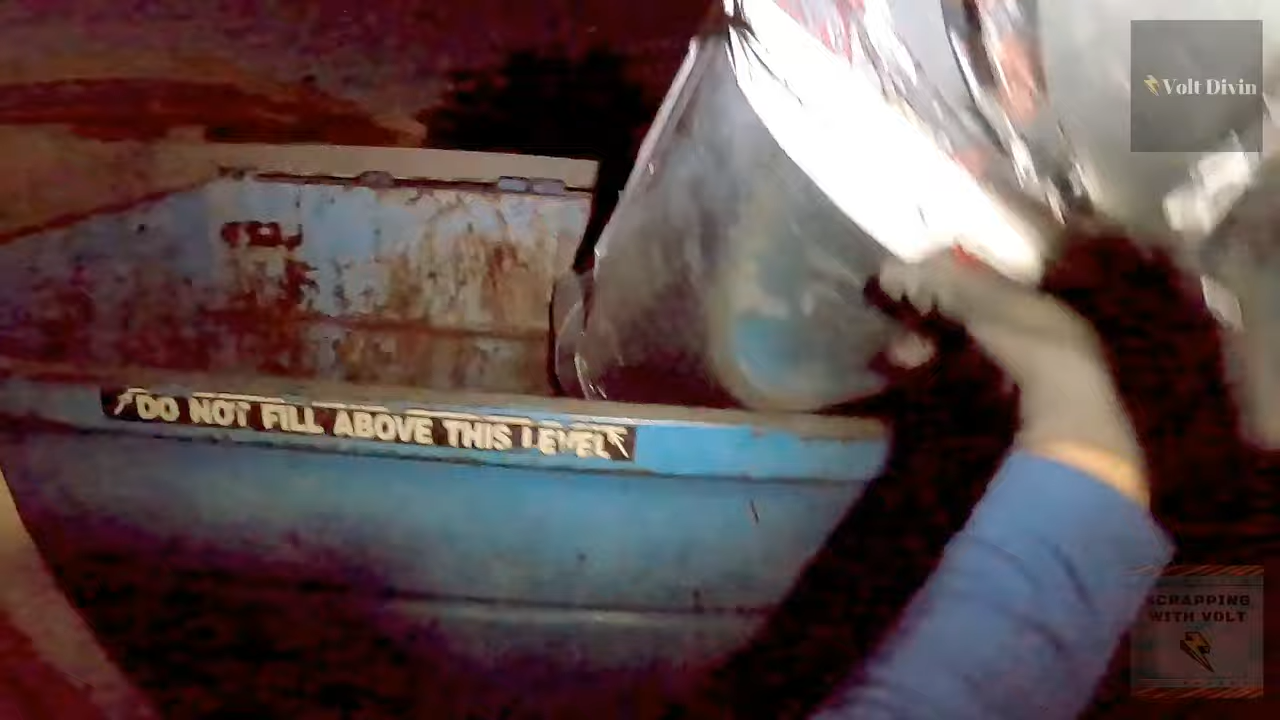 Volt Divin
DO NOT FILL ABOVE THIS LEVEL
SCRAPPING
WITH VOLT